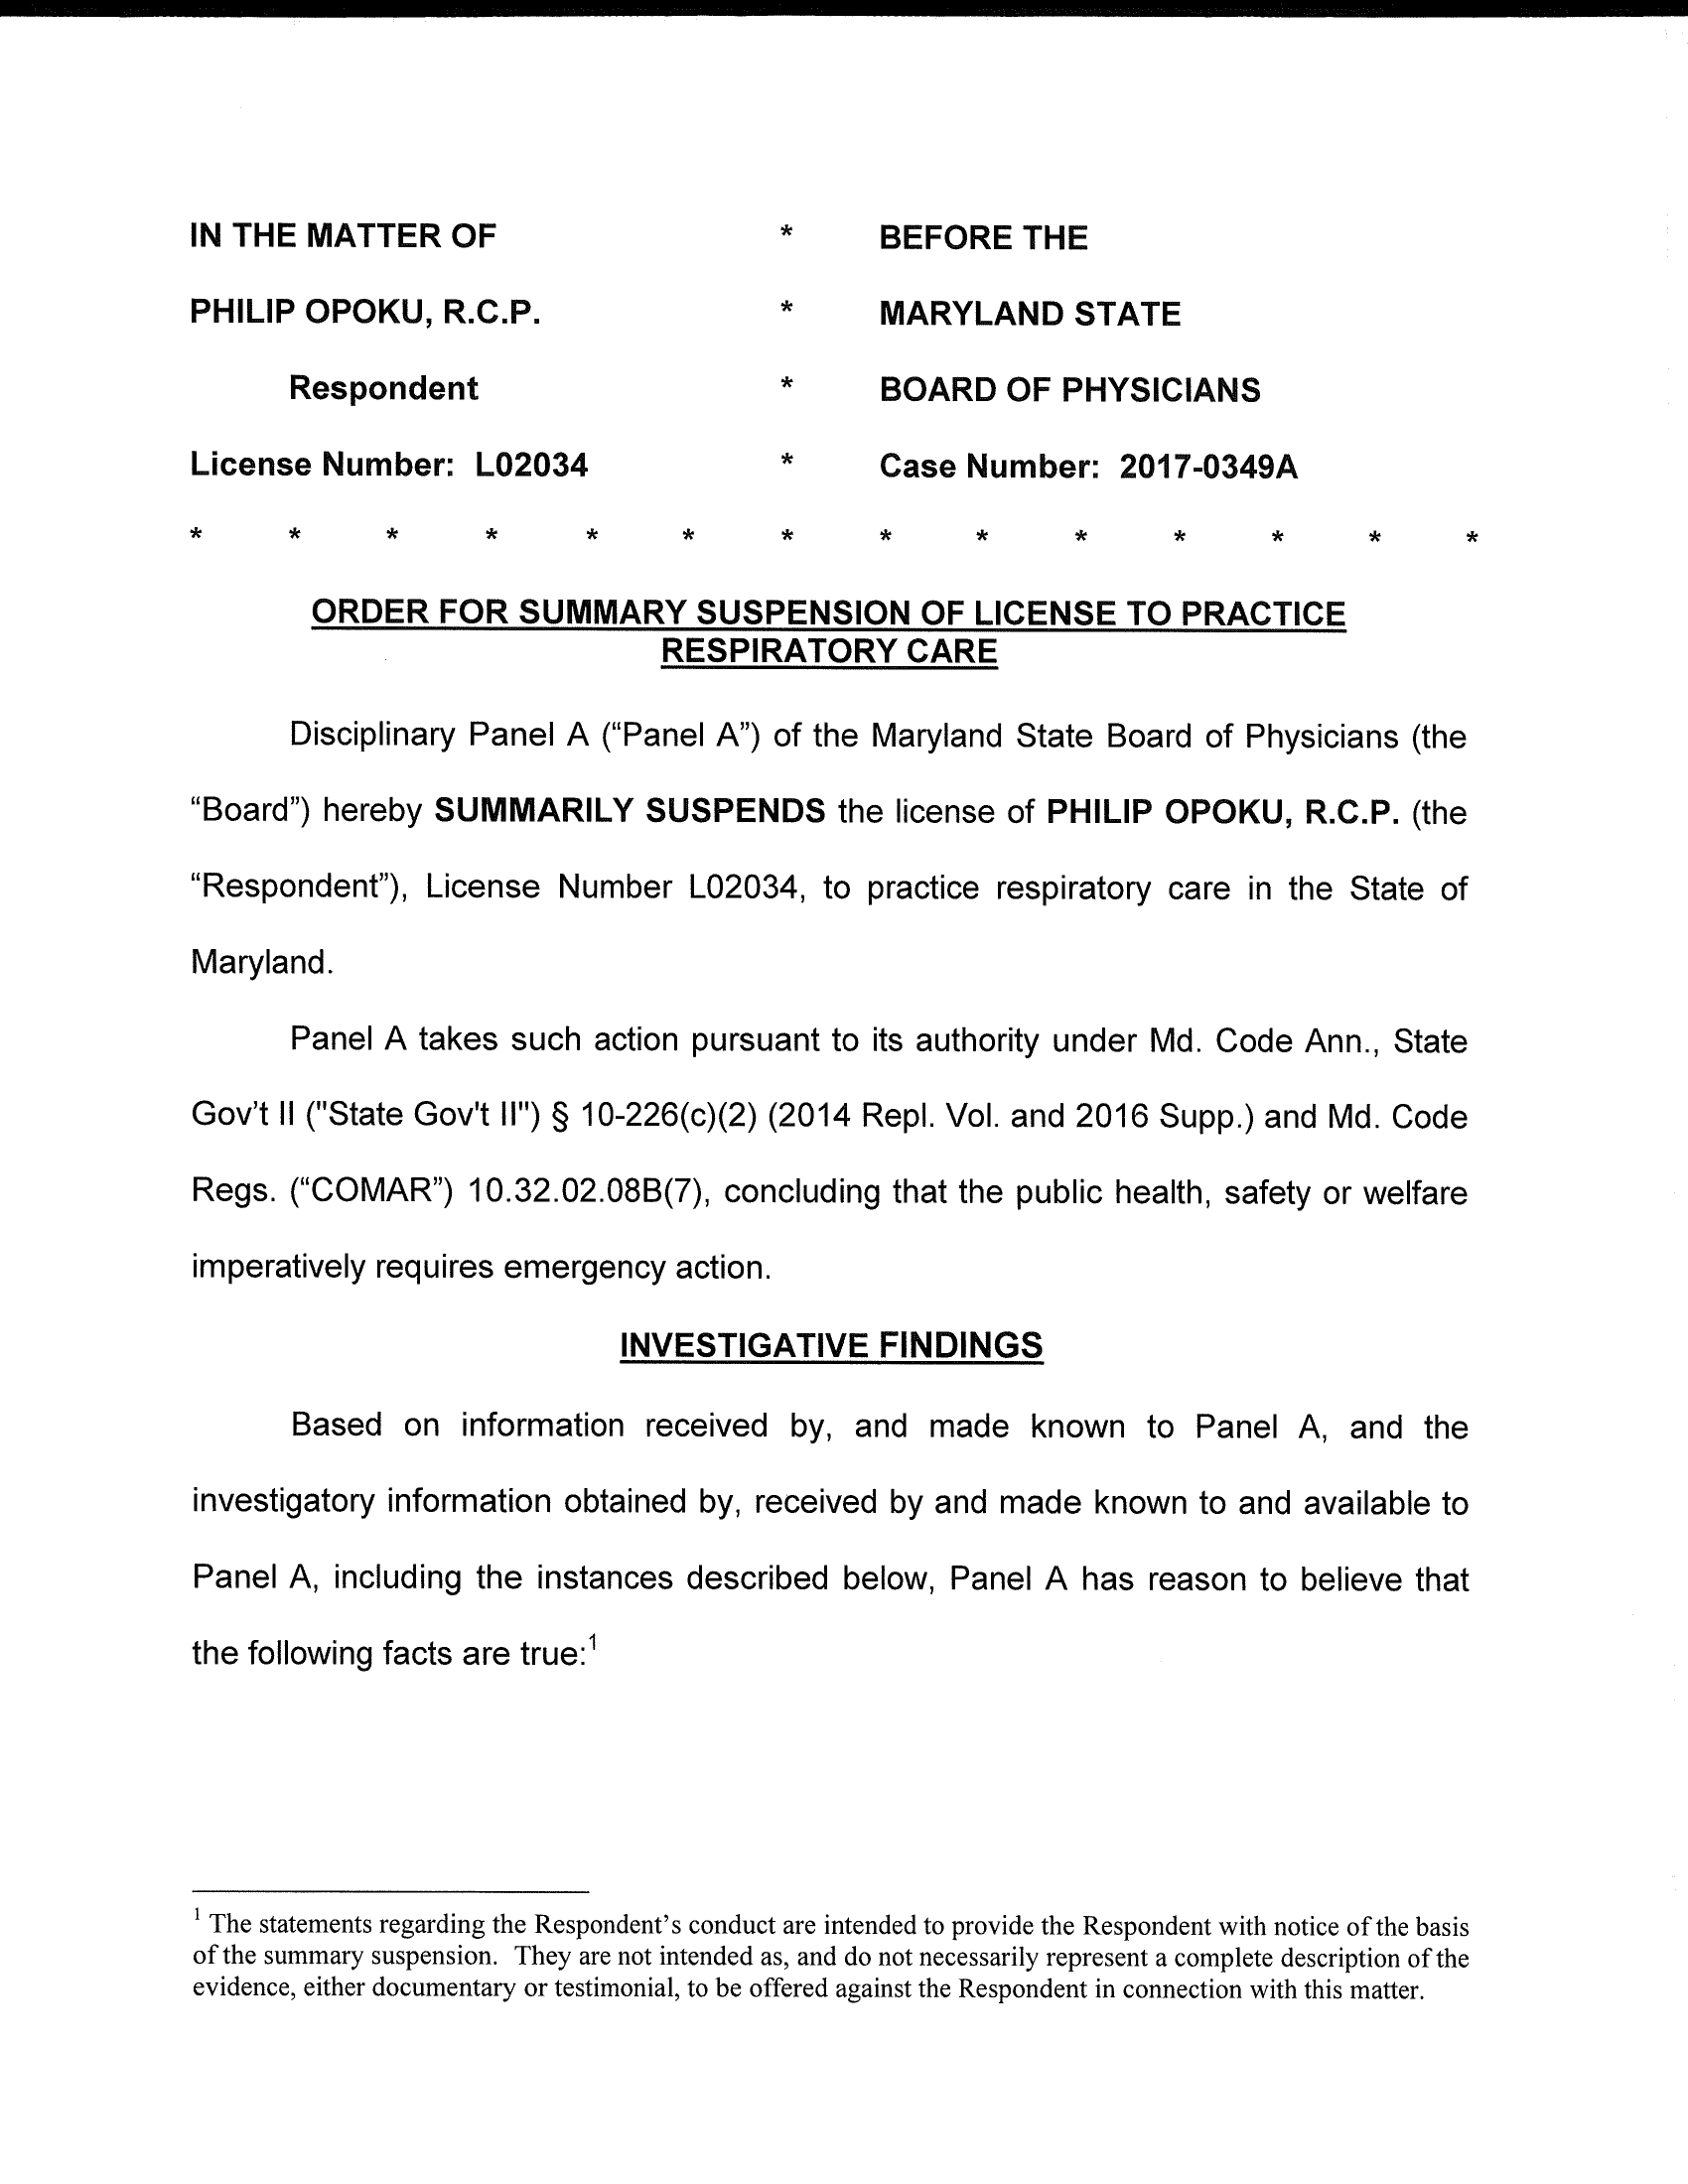 IN THE MATTER OF * BEFORE THE
PHILIP OPOKU, R.C.P. * MARYLAND STATE
Respondent * BOARD OF PHYSICIANS
License Number: L02034 * Case Number: 2017-0349A
* * * * * * * * * * * * * *
ORDER FOR SUMMARY SUSPENSION OF LICENSE TO PRACTICE
RESPIRATORY CARE
Disciplinary Panel A (“Panel A”) of the Maryland State Board of Physicians (the
“Board”) hereby SUMMARILY SUSPENDS the license of PHILIP OPOKU, R.C.P. (the
“Respondent”), License Number L02034, to practice respiratory care in the State of
Maryland.
Panel A takes such action pursuant to its authority under Md. Code Ann., State
Gov’t II ("State Gov't II") § 10-226(c)(2) (2014 Repl. Vol. and 2016 Supp.) and Md. Code
Regs. (“COMAR”) 10.32.02.08B(7), concluding that the public health, safety or welfare
imperatively requires emergency action.
INVESTIGATIVE FINDINGS
Based on information received by, and made known to Panel A, and the
investigatory information obtained by, received by and made known to and available to
Panel A, including the instances described below, Panel A has reason to believe that
the following facts are true:¹
¹ The statements regarding the Respondent’s conduct are intended to provide the Respondent with notice of the basis
of the summary suspension. They are not intended as, and do not necessarily represent a complete description of the
evidence, either documentary or testimonial, to be offered against the Respondent in connection with this matter.